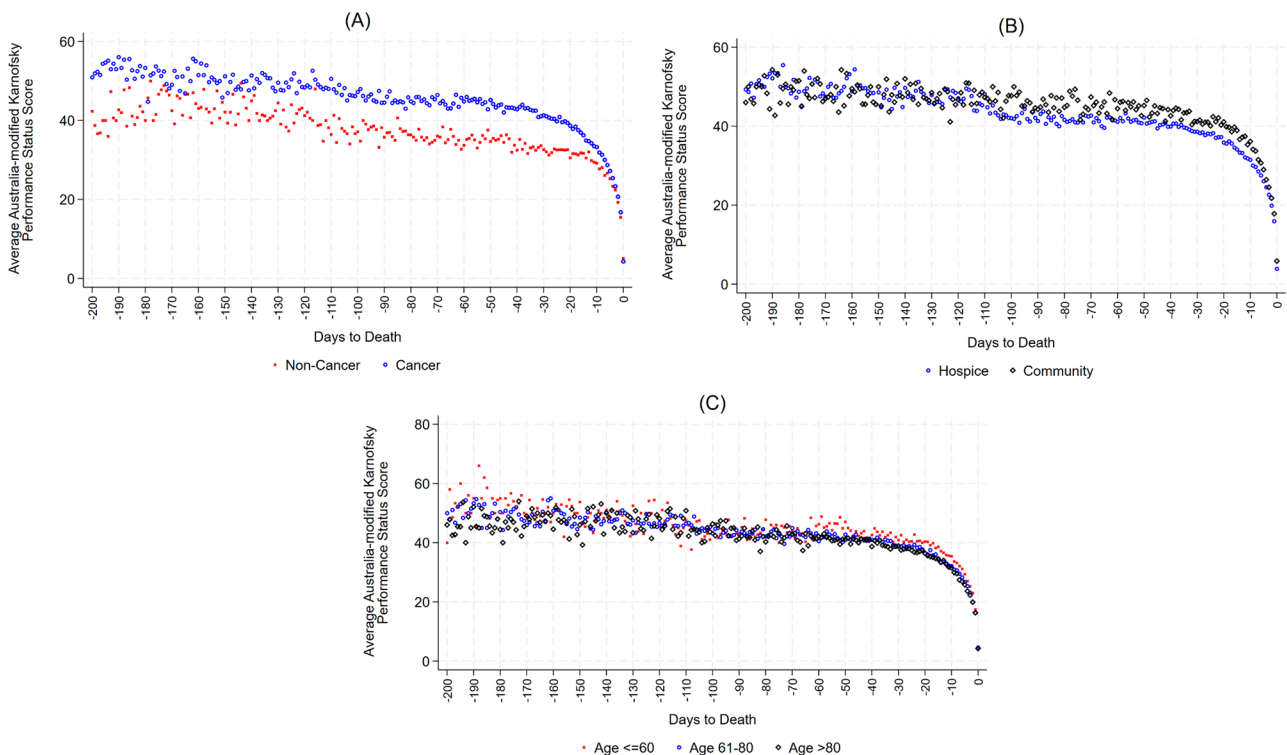 (A)
Average Australia-modified Karnofsky
Performance Status Score
60
40
20
0
-200 -190 -180 -170 -160 -150 -140 -130 -120 -110 -100 -90 -80 -70 -60 -50 -40 -30 -20 -10 0
Days to Death
Non-Cancer Cancer
(B)
Average Australia-modified Karnofsky
Performance Status Score
60
40
20
0
-200 -190 -180 -170 -160 -150 -140 -130 -120 -110 -100 -90 -80 -70 -60 -50 -40 -30 -20 -10 0
Days to Death
Hospice Community
(C)
Average Australia-modified Karnofsky
Performance Status Score
80
60
40
20
0
-200 -190 -180 -170 -160 -150 -140 -130 -120 -110 -100 -90 -80 -70 -60 -50 -40 -30 -20 -10 0
Days to Death
Age <=60 Age 61-80 Age >80